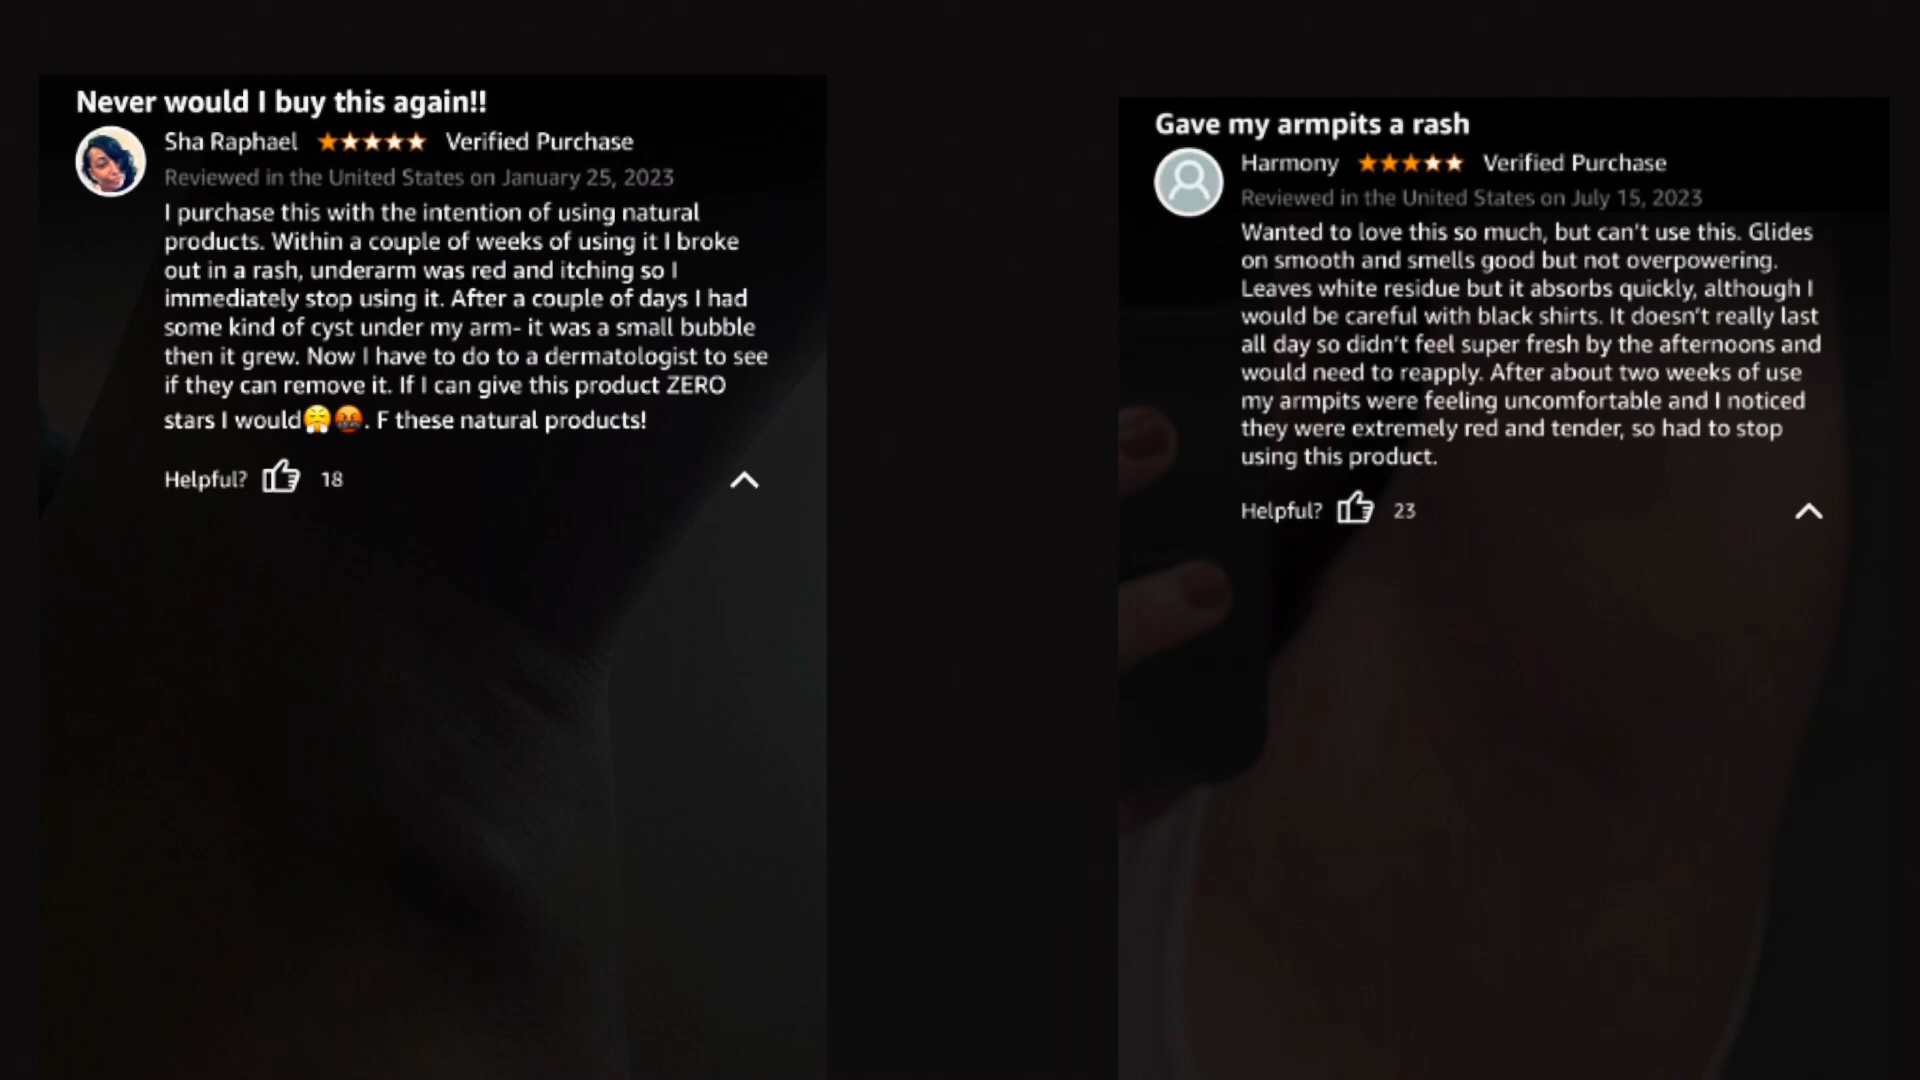 Never would I buy this again!!
Sha Raphael Verified Purchase
Reviewed in the United States on January 25, 2023
I purchase this with the intention of using natural
products. Within a couple of weeks of using it I broke
out in a rash, underarm was red and itching so I
immediately stop using it. After a couple of days I had
some kind of cyst under my arm- it was a small bubble
then it grew. Now I have to do to a dermatologist to see
if they can remove it. If I can give this product ZERO
stars I would😤🤬. F these natural products!
Helpful? 18
Gave my armpits a rash
Harmony Verified Purchase
Reviewed in the United States on July 15, 2023
Wanted to love this so much, but can't use this. Glides
on smooth and smells good but not overpowering.
Leaves white residue but it absorbs quickly, although I
would be careful with black shirts. It doesn't really last
all day so didn't feel super fresh by the afternoons and
would need to reapply. After about two weeks of use
my armpits were feeling uncomfortable and I noticed
they were extremely red and tender, so had to stop
using this product.
Helpful? 23